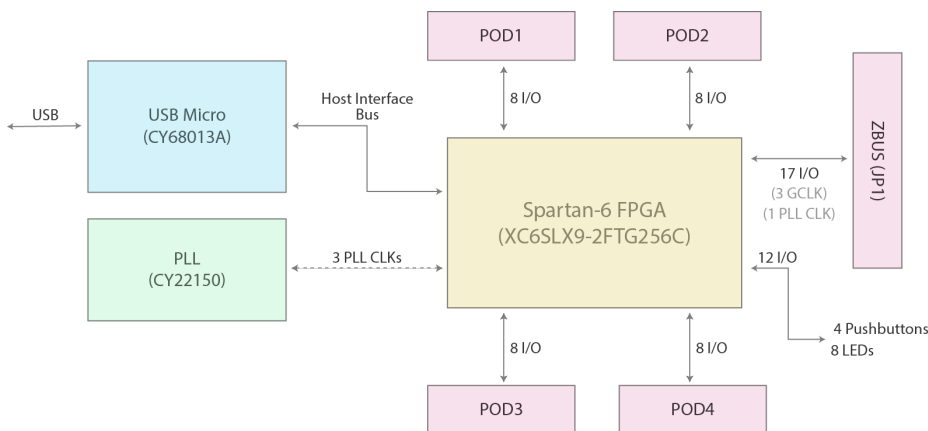 POD1
POD2
USB
USB Micro
(CY68013A)
Host Interface
Bus
8 I/O
8 I/O
ZBUS (JP1)
17 I/O
(3 GCLK)
(1 PLL CLK)
Spartan-6 FPGA
(XC6SLX9-2FTG256C)
PLL
(CY22150)
3 PLL CLKs
12 I/O
4 Pushbuttons
8 LEDs
8 I/O
8 I/O
POD3
POD4